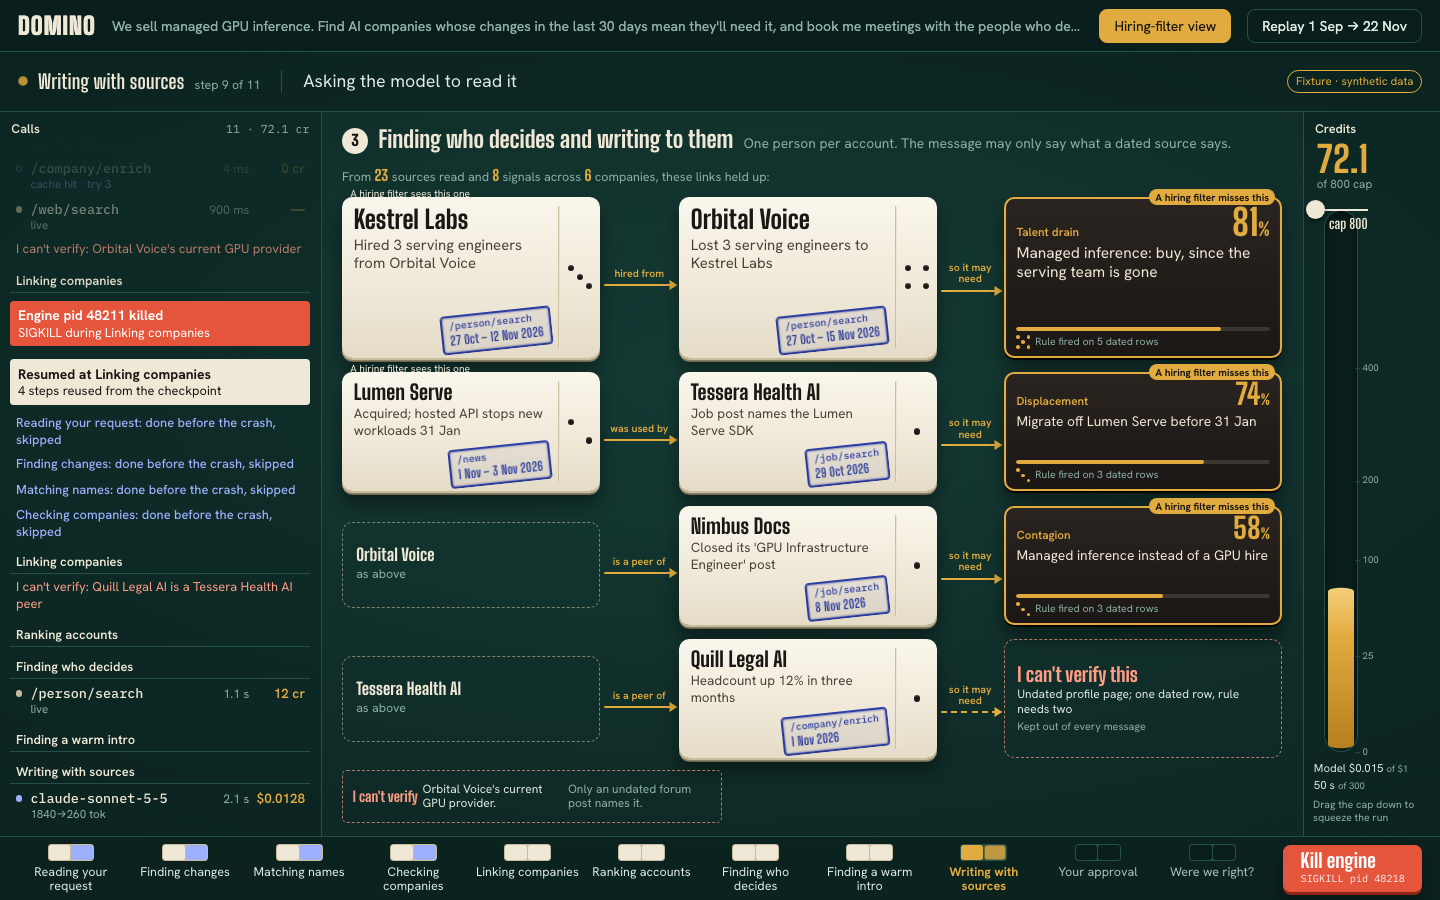 DOMINO
We sell managed GPU inference. Find AI companies whose changes in the last 30 days mean they'll need it, and book me meetings with the people who de...
Hiring-filter view
Replay 1 Sep → 22 Nov
Writing with sources
step 9 of 11
Asking the model to read it
Fixture · synthetic data
Calls
11 · 72.1 cr
/company/enrich 4 ms 0 cr
cache hit · try 3
/web/search 900 ms —
live
I can't verify: Orbital Voice's current GPU provider
Linking companies
Engine pid 48211 killed
SIGKILL during Linking companies
Resumed at Linking companies
4 steps reused from the checkpoint
Reading your request: done before the crash,
skipped
Finding changes: done before the crash, skipped
Matching names: done before the crash, skipped
Checking companies: done before the crash,
skipped
Linking companies
I can't verify: Quill Legal AI is a Tessera Health AI
peer
Ranking accounts
Finding who decides
/person/search 1.1 s 12 cr
live
Finding a warm intro
Writing with sources
claude-sonnet-5-5 2.1 s $0.0128
1840→260 tok
3
Finding who decides and writing to them
One person per account. The message may only say what a dated source says.
From 23 sources read and 8 signals across 6 companies, these links held up:
A hiring filter sees this one
Kestrel Labs
Hired 3 serving engineers
from Orbital Voice
/person/search
27 Oct – 12 Nov 2026
hired from
Orbital Voice
Lost 3 serving engineers to
Kestrel Labs
/person/search
27 Oct – 15 Nov 2026
so it may
need
A hiring filter misses this
Talent drain
81%
Managed inference: buy, since the
serving team is gone
Rule fired on 5 dated rows
A hiring filter sees this one
Lumen Serve
Acquired; hosted API stops new
workloads 31 Jan
/news
1 Nov – 3 Nov 2026
was used by
Tessera Health AI
Job post names the Lumen
Serve SDK
/job/search
29 Oct 2026
so it may
need
A hiring filter misses this
Displacement
74%
Migrate off Lumen Serve before 31 Jan
Rule fired on 3 dated rows
Orbital Voice
as above
is a peer of
Nimbus Docs
Closed its 'GPU Infrastructure
Engineer' post
/job/search
8 Nov 2026
so it may
need
A hiring filter misses this
Contagion
58%
Managed inference instead of a GPU hire
Rule fired on 3 dated rows
Tessera Health AI
as above
is a peer of
Quill Legal AI
Headcount up 12% in three
months
/company/enrich
1 Nov 2026
so it may
need
I can't verify this
Undated profile page; one dated row, rule
needs two
Kept out of every message
I can't verify
Orbital Voice's current
GPU provider.
Only an undated forum
post names it.
Credits
72.1
of 800 cap
cap 800
400
200
100
25
0
Model $0.015 of $1
50 s of 300
Drag the cap down to
squeeze the run
Reading your
request
Finding changes
Matching names
Checking
companies
Linking companies
Ranking accounts
Finding who
decides
Finding a warm
intro
Writing with
sources
Your approval
Were we right?
Kill engine
SIGKILL pid 48218